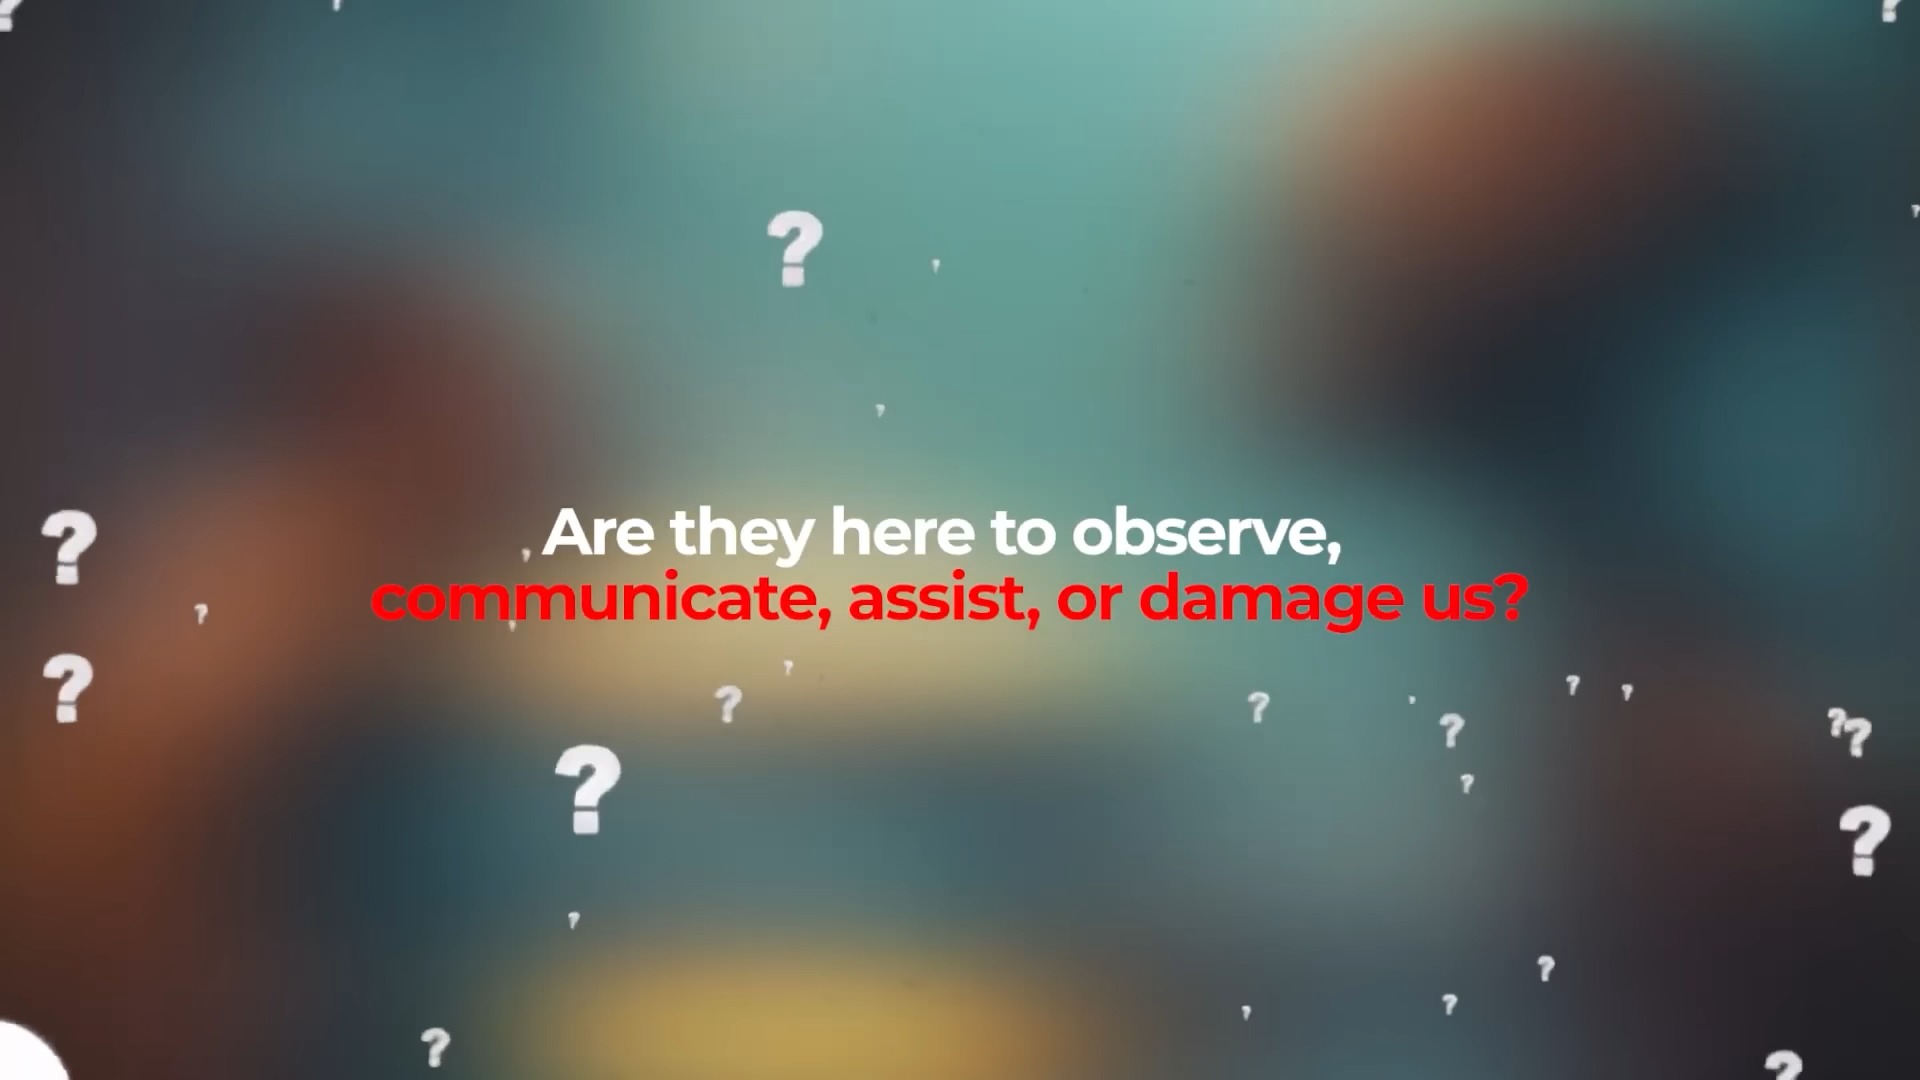 Are they here to observe,
communicate, assist, or damage us?